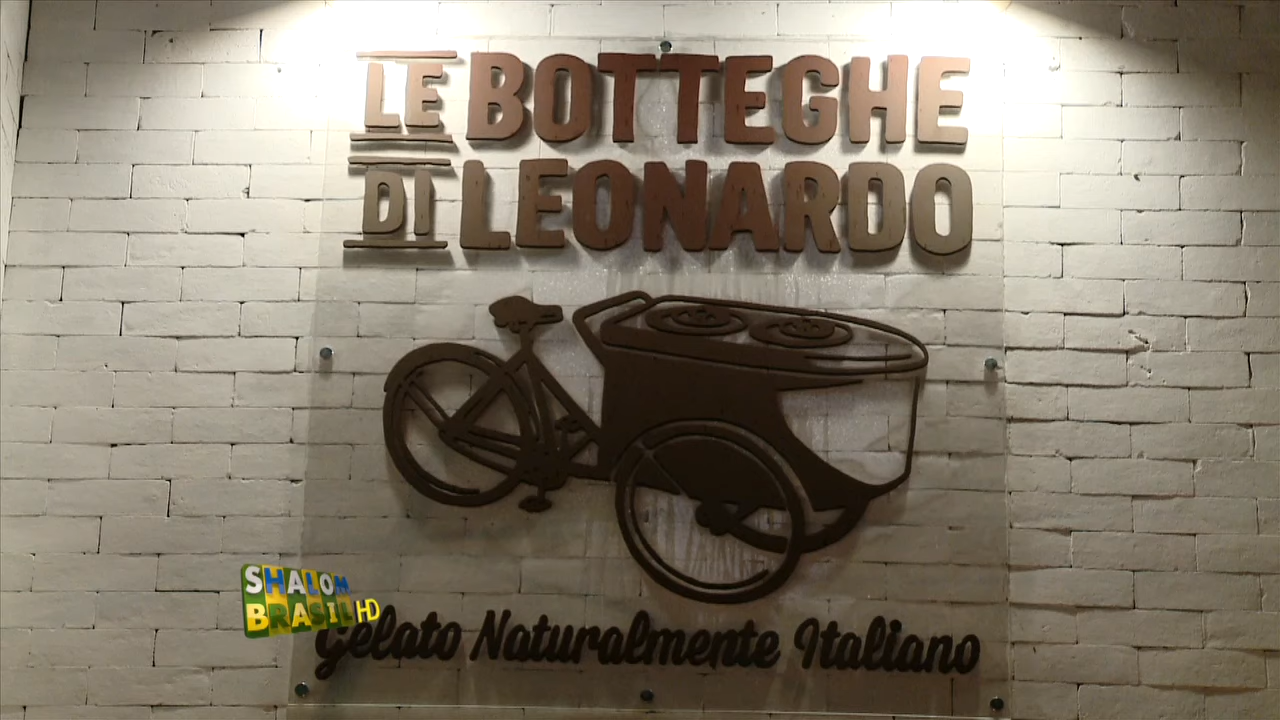 LE BOTTEGHE
DI LEONARDO
SHALOM
BRASIL HD
Gelato Naturalmente Italiano